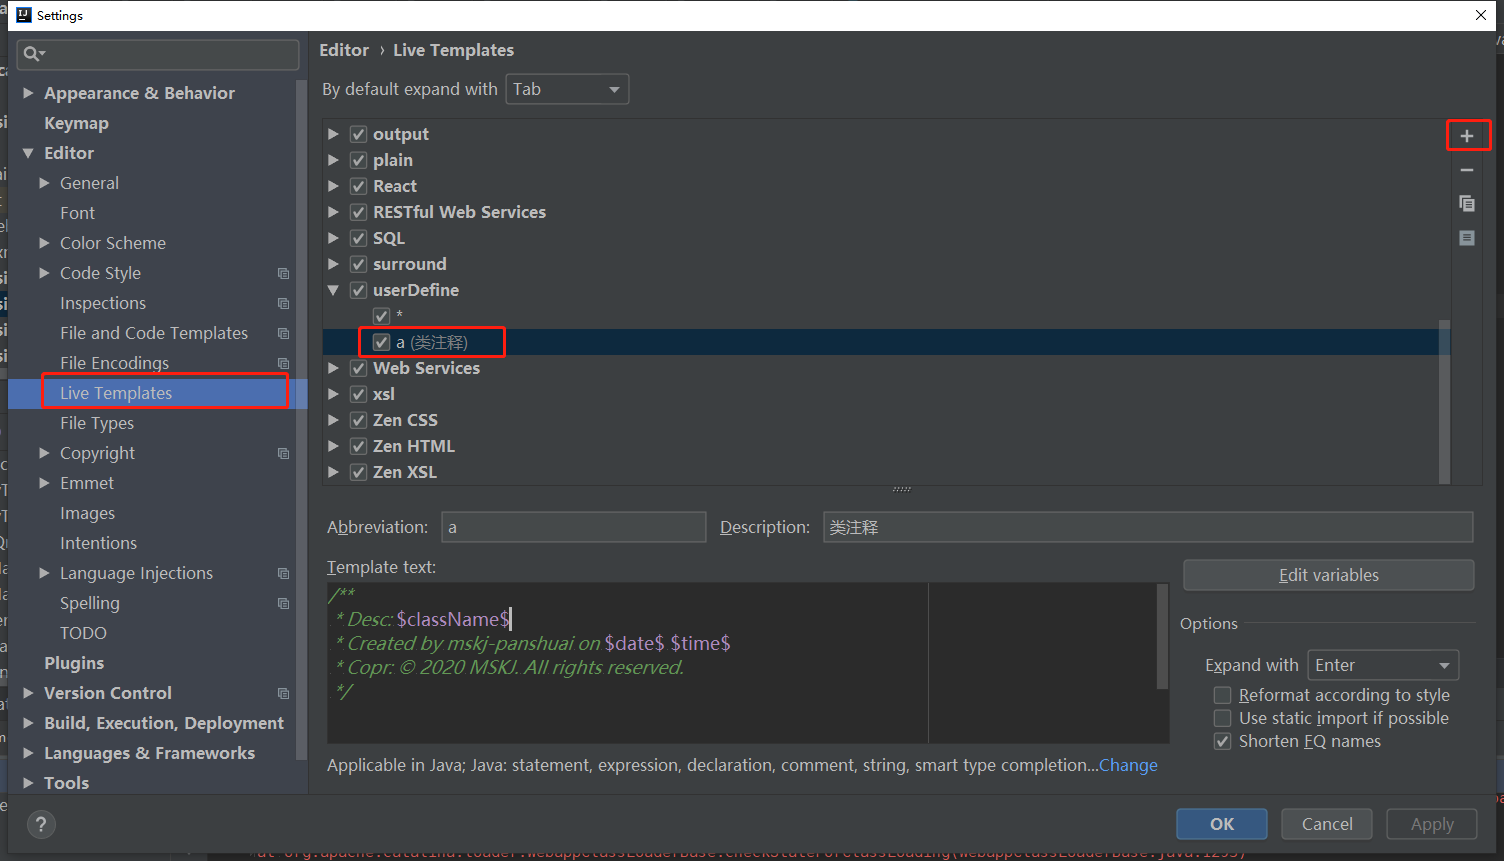 Settings
Appearance & Behavior
Keymap
Editor
General
Font
Color Scheme
Code Style
Inspections
File and Code Templates
File Encodings
Live Templates
File Types
Copyright
Emmet
Images
Intentions
Language Injections
Spelling
TODO
Plugins
Version Control
Build, Execution, Deployment
Languages & Frameworks
Tools
Editor › Live Templates
By default expand with Tab
output
plain
React
RESTful Web Services
SQL
surround
userDefine
*
a (类注释)
Web Services
xsl
Zen CSS
Zen HTML
Zen XSL
Abbreviation: a
Description: 类注释
Template text:
/**
* Desc: $className$
* Created by mskj-panshuai on $date$ $time$
* Copr: © 2020 MSKJ. All rights reserved.
*/
Edit variables
Options
Expand with Enter
Reformat according to style
Use static import if possible
Shorten FQ names
Applicable in Java; Java: statement, expression, declaration, comment, string, smart type completion...Change
?
OK
Cancel
Apply